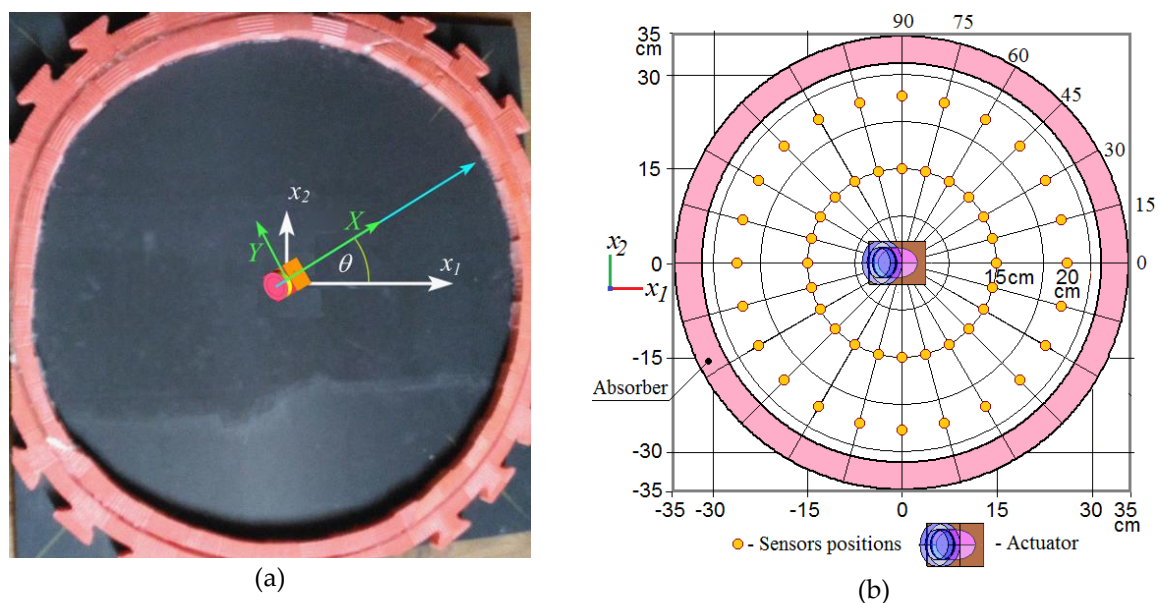 x2
Y
X
θ
x1
(a)
90
75
60
45
30
15
0
35
cm
30
15
0
-15
-30
-35
x2
x1
15cm
20
cm
Absorber
-35
-30
-15
0
15
30
35
cm
- Sensors positions
- Actuator
(b)